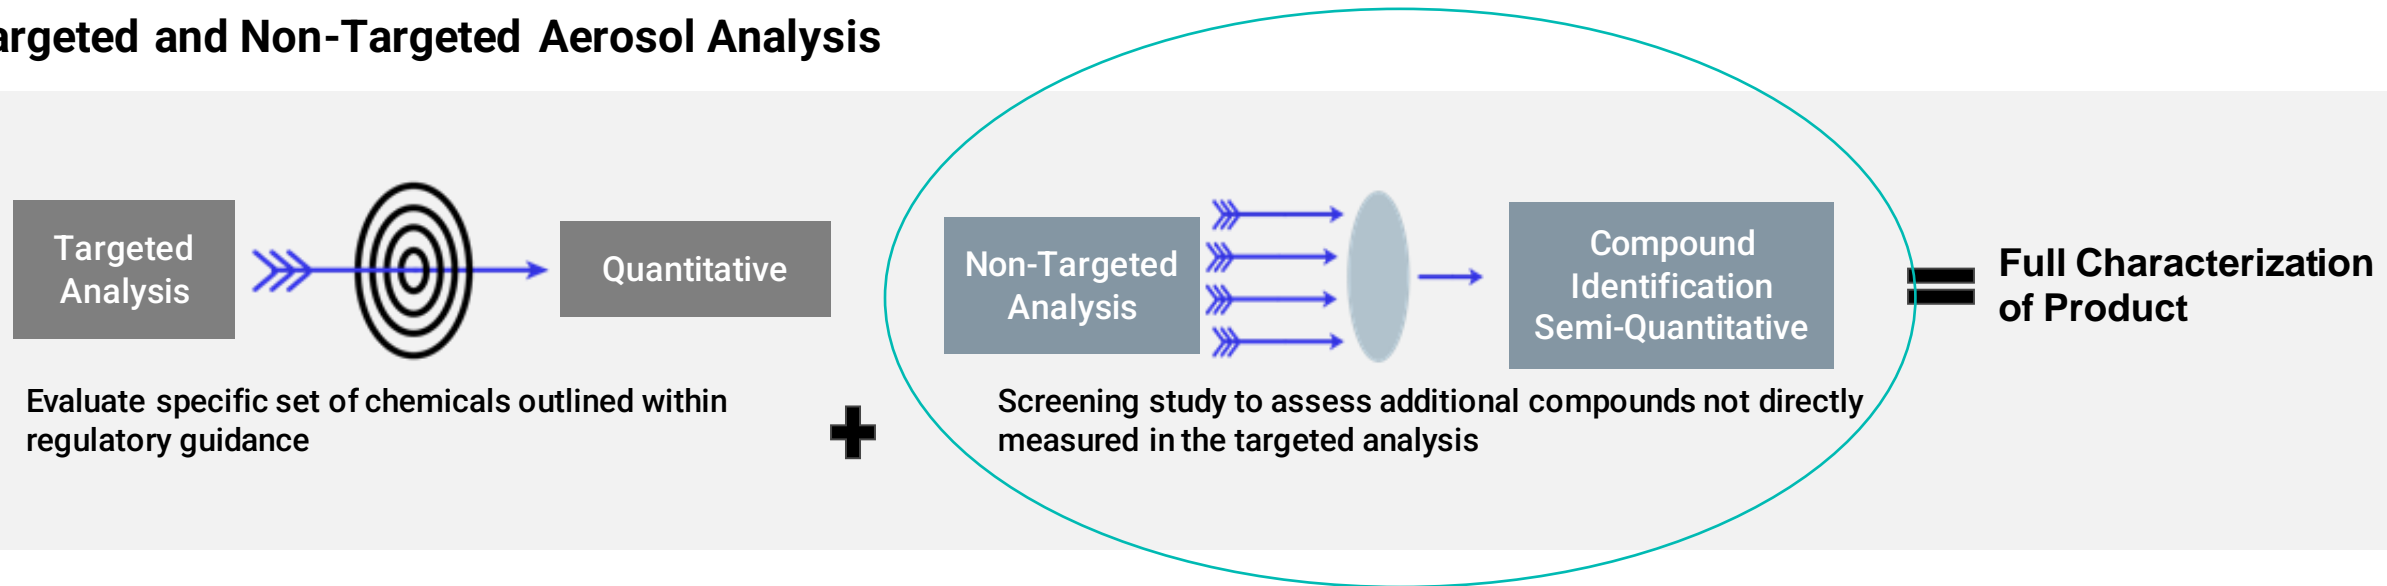 argeted and Non-Targeted Aerosol Analysis
Targeted
Analysis
Quantitative
Evaluate specific set of chemicals outlined within
regulatory guidance
Non-Targeted
Analysis
Compound
Identification
Semi-Quantitative
Screening study to assess additional compounds not directly
measured in the targeted analysis
Full Characterization
of Product